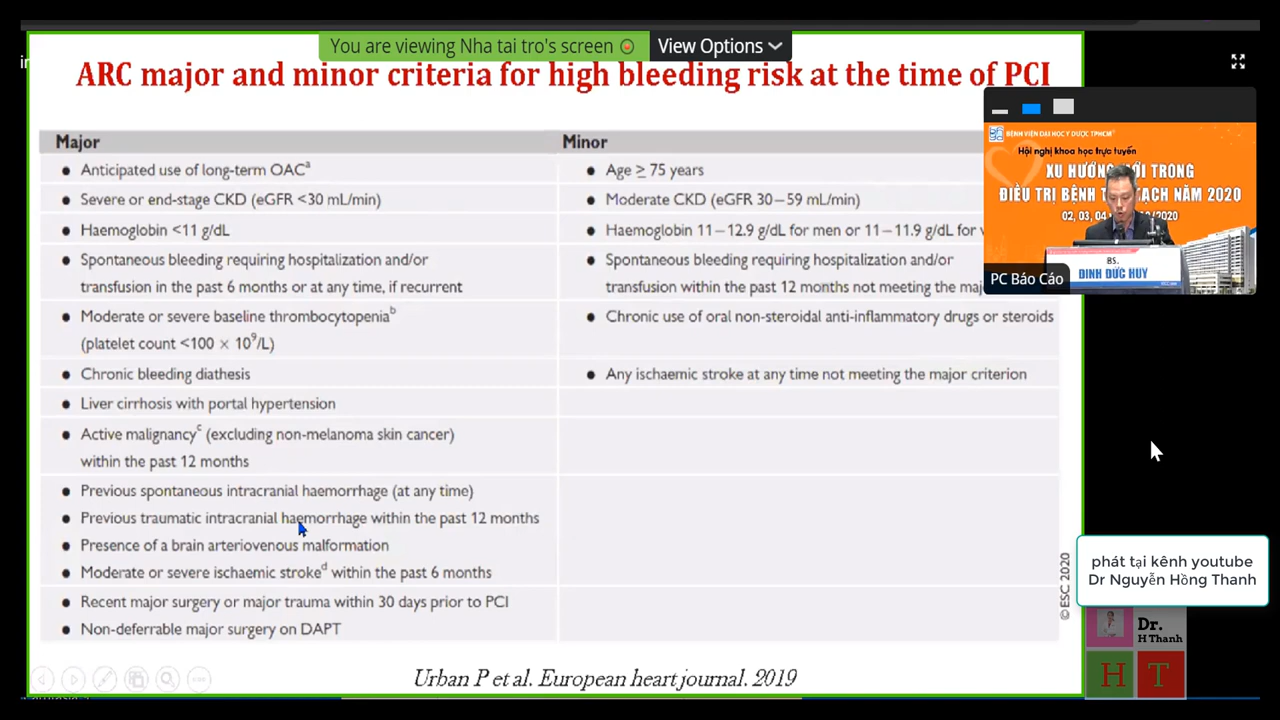 You are viewing Nha tai tro's screen
View Options
ARC major and minor criteria for high bleeding risk at the time of PCI
Major
Minor
Anticipated use of long-term OACa
Age ≥ 75 years
Severe or end-stage CKD (eGFR <30 mL/min)
Moderate CKD (eGFR 30–59 mL/min)
Haemoglobin <11 g/dL
Haemoglobin 11–12.9 g/dL for men or 11–11.9 g/dL for
Spontaneous bleeding requiring hospitalization and/or
transfusion in the past 6 months or at any time, if recurrent
Spontaneous bleeding requiring hospitalization and/or
transfusion within the past 12 months not meeting the
Moderate or severe baseline thrombocytopeniab
(platelet count <100 × 10⁹/L)
Chronic use of oral non-steroidal anti-inflammatory drugs or steroids
Chronic bleeding diathesis
Any ischaemic stroke at any time not meeting the major criterion
Liver cirrhosis with portal hypertension
Active malignancyc (excluding non-melanoma skin cancer)
within the past 12 months
Previous spontaneous intracranial haemorrhage (at any time)
Previous traumatic intracranial haemorrhage within the past 12 months
Presence of a brain arteriovenous malformation
Moderate or severe ischaemic stroked within the past 6 months
Recent major surgery or major trauma within 30 days prior to PCI
Non-deferrable major surgery on DAPT
©ESC 2020
Urban P et al. European heart journal. 2019
BỆNH VIỆN ĐẠI HỌC Y DƯỢC TPHCM
Hội nghị khoa học trực tuyến
XU HƯỚNG MỚI TRONG
ĐIỀU TRỊ BỆNH TIM MẠCH NĂM 2020
BS.
ĐINH ĐỨC HUY
PC Báo Cáo
phát tại kênh youtube
Dr Nguyễn Hồng Thanh
Dr.
H Thanh
H T